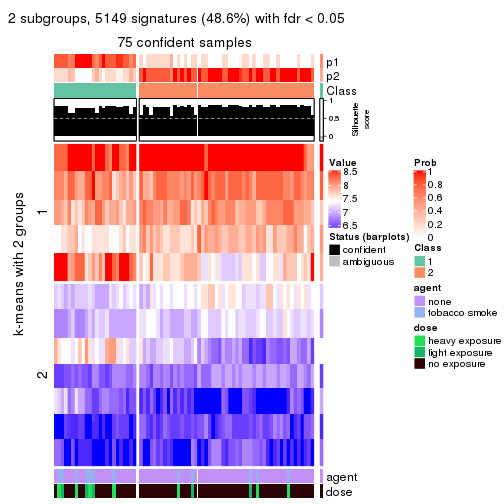 2 subgroups, 5149 signatures (48.6%) with fdr < 0.05
75 confident samples
p1
p2
Class
1
0.5
0
Silhouette
score
k-means with 2 groups
1
2
Value
8.5
8
7.5
7
6.5
Prob
1
0.8
0.6
0.4
0.2
0
Status (barplots)
confident
ambiguous
Class
1
2
agent
none
tobacco smoke
dose
heavy exposure
light exposure
no exposure
agent
dose